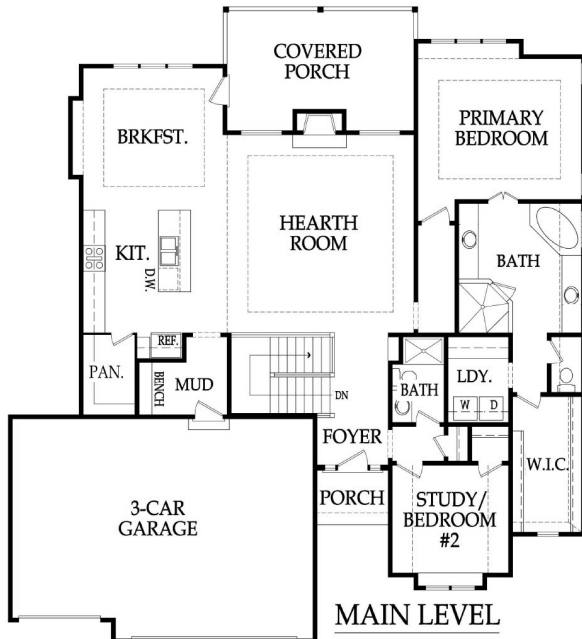 COVERED
PORCH
PRIMARY
BEDROOM
BRKFST.
HEARTH
ROOM
KIT.
D.W.
BATH
REF.
PAN.
BENCH
MUD
BATH
LDY.
W D
DN
FOYER
W.I.C.
PORCH
STUDY/
BEDROOM
#2
3-CAR
GARAGE
MAIN LEVEL